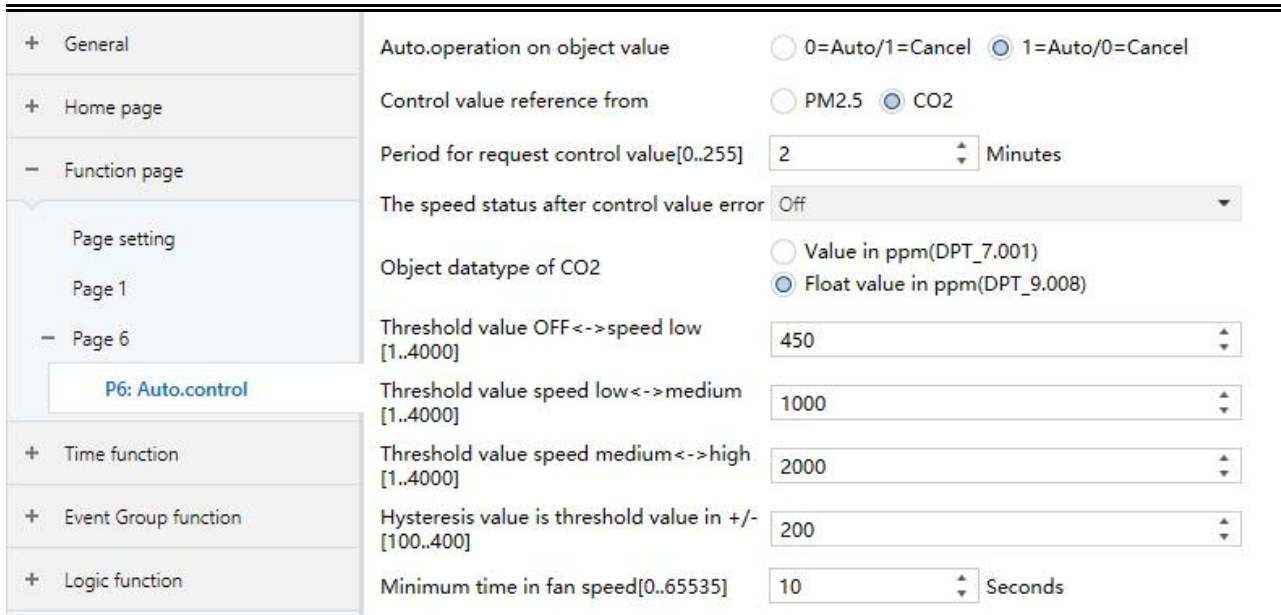 + General
Auto.operation on object value 0=Auto/1=Cancel 1=Auto/0=Cancel
+ Home page
Control value reference from PM2.5 CO2
Period for request control value[0..255] 2 Minutes
− Function page
The speed status after control value error Off
Page setting
Value in ppm(DPT_7.001)
Object datatype of CO2
Float value in ppm(DPT_9.008)
Page 1
Threshold value OFF<->speed low
[1..4000]
450
− Page 6
P6: Auto.control
Threshold value speed low<->medium
[1..4000]
1000
+ Time function
Threshold value speed medium<->high
[1..4000]
2000
+ Event Group function
Hysteresis value is threshold value in +/-
[100..400]
200
+ Logic function
Minimum time in fan speed[0..65535] 10 Seconds